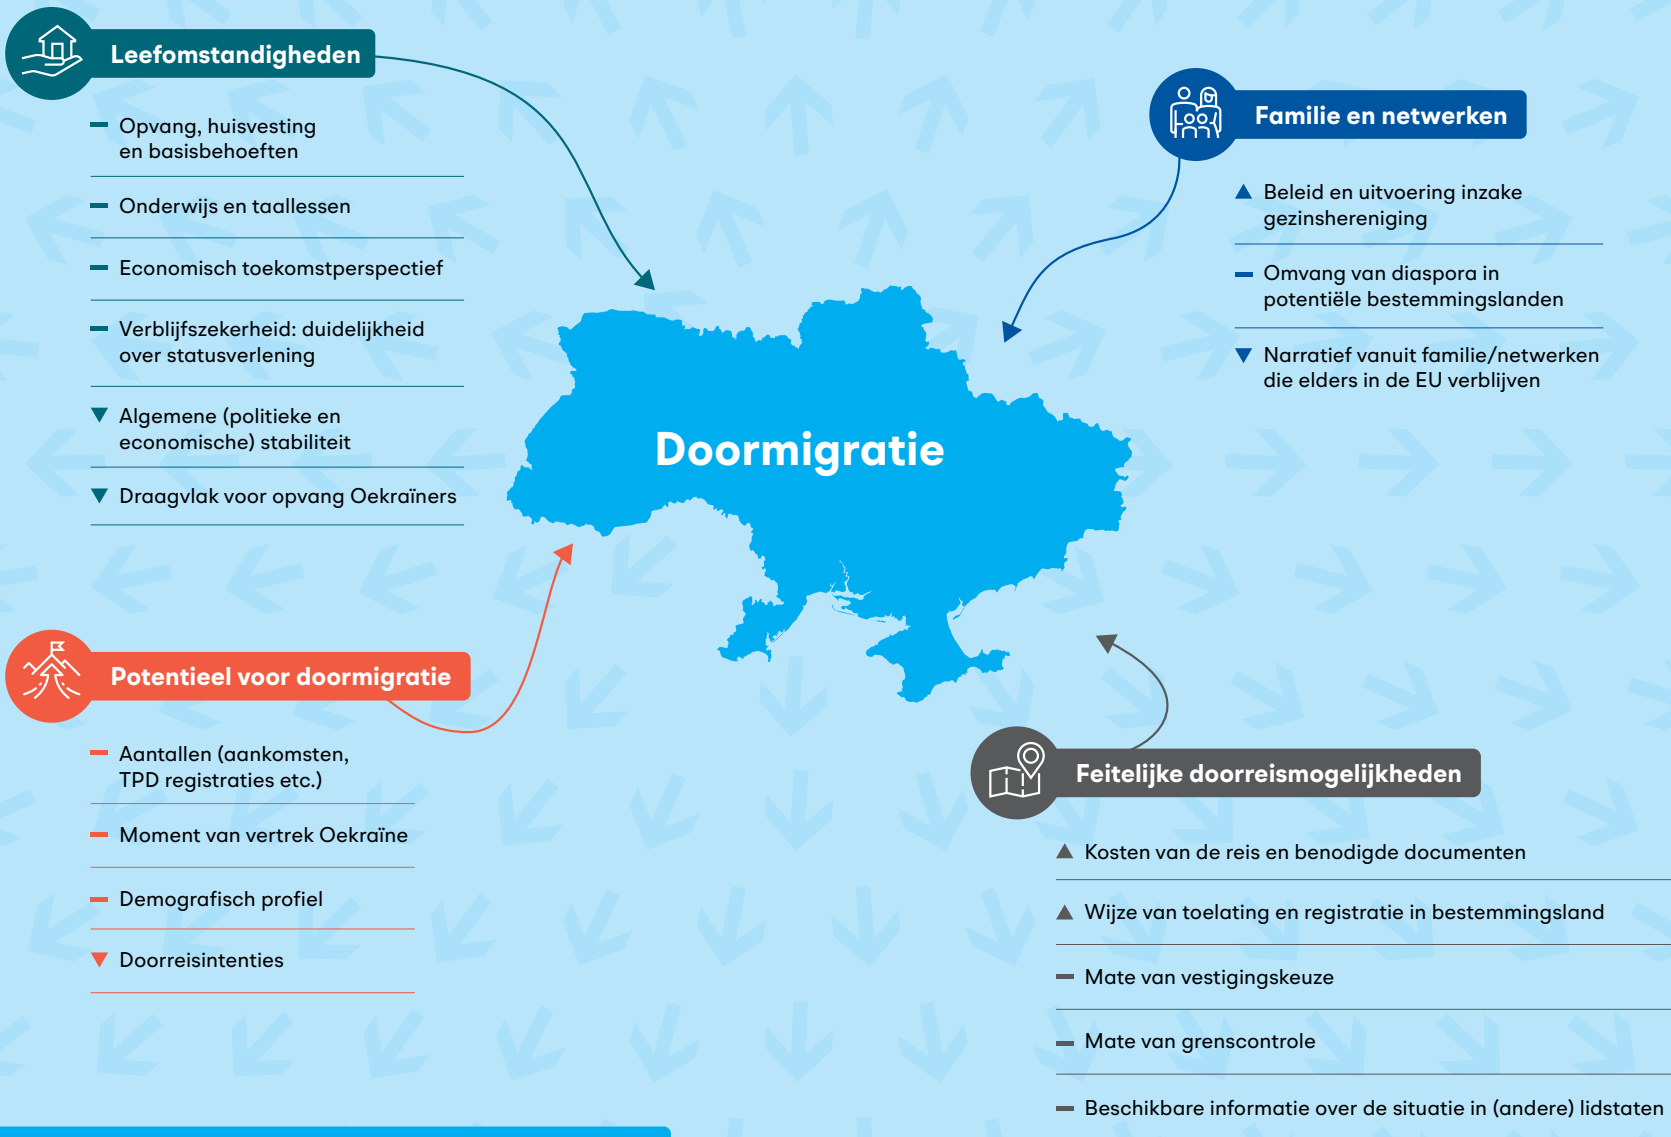 Leefomstandigheden
Opvang, huisvesting
en basisbehoeften
Onderwijs en taallessen
Economisch toekomstperspectief
Verblijfszekerheid: duidelijkheid
over statusverlening
Algemene (politieke en
economische) stabiliteit
Draagvlak voor opvang Oekraïners
Familie en netwerken
Beleid en uitvoering inzake
gezinshereniging
Omvang van diaspora in
potentiële bestemmingslanden
Narratief vanuit familie/netwerken
die elders in de EU verblijven
Doormigratie
Potentieel voor doormigratie
Aantallen (aankomsten,
TPD registraties etc.)
Moment van vertrek Oekraïne
Demografisch profiel
Doorreisintenties
Feitelijke doorreismogelijkheden
Kosten van de reis en benodigde documenten
Wijze van toelating en registratie in bestemmingsland
Mate van vestigingskeuze
Mate van grenscontrole
Beschikbare informatie over de situatie in (andere) lidstaten